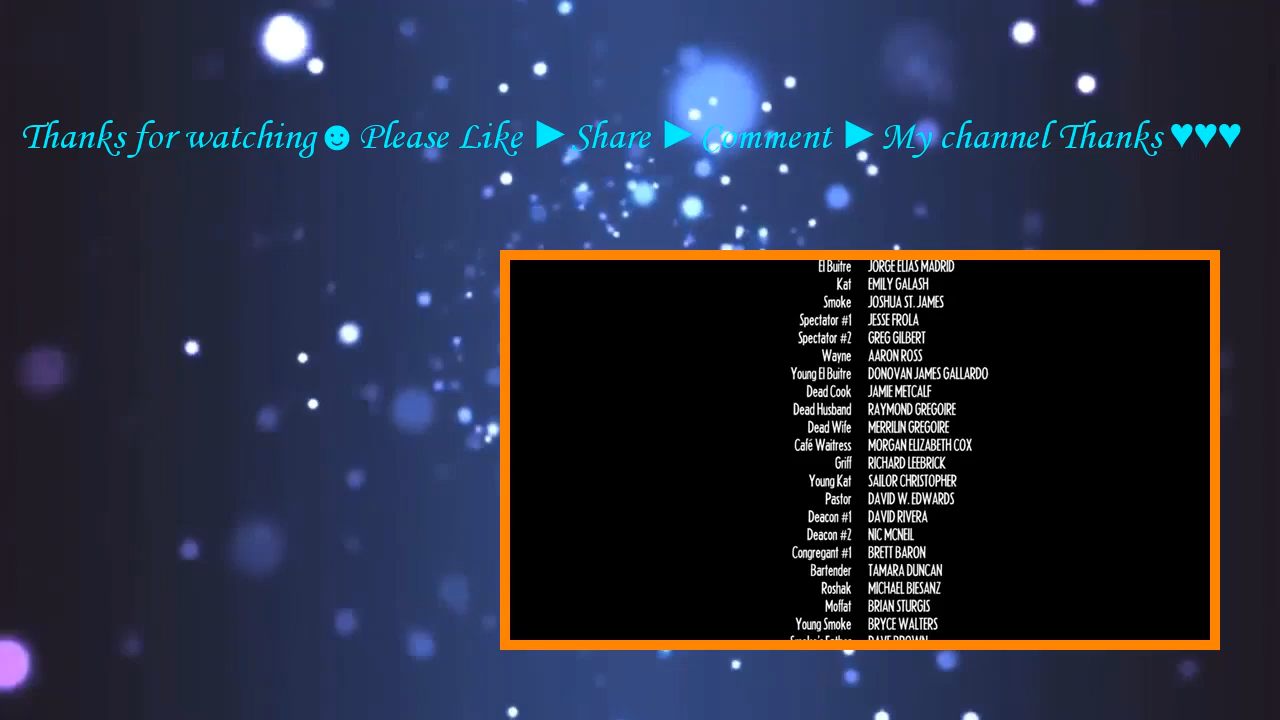 Thanks for watching☻Please Like ► Share ► Comment ► My channel Thanks ♥♥♥
El Buitre JORGE ELIAS MADRID
Kat EMILY GALASH
Smoke JOSHUA ST. JAMES
Spectator #1 JESSE FROLA
Spectator #2 GREG GILBERT
Wayne AARON ROSS
Young El Buitre DONOVAN JAMES GALLARDO
Dead Cook JAMIE METCALF
Dead Husband RAYMOND GREGOIRE
Dead Wife MERRILIN GREGOIRE
Café Waitress MORGAN ELIZABETH COX
Griff RICHARD LEEBRICK
Young Kat SAILOR CHRISTOPHER
Pastor DAVID W. EDWARDS
Deacon #1 DAVID RIVERA
Deacon #2 NIC MCNEIL
Congregant #1 BRETT BARON
Bartender TAMARA DUNCAN
Roshak MICHAEL BIESANZ
Moffat BRIAN STURGIS
Young Smoke BRYCE WALTERS
Smoke's Father DAVE BROWN